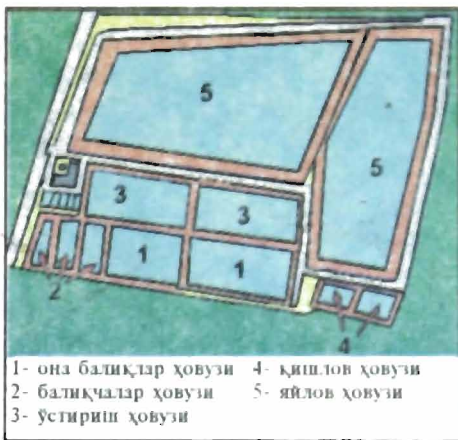 5
5
3
3
1
1
2
4
1- она балиқлар ҳовузи 4- қишлов ҳовузи
2- балиқчалар ҳовузи 5- яйлов ҳовузи
3- ўстириш ҳовузи